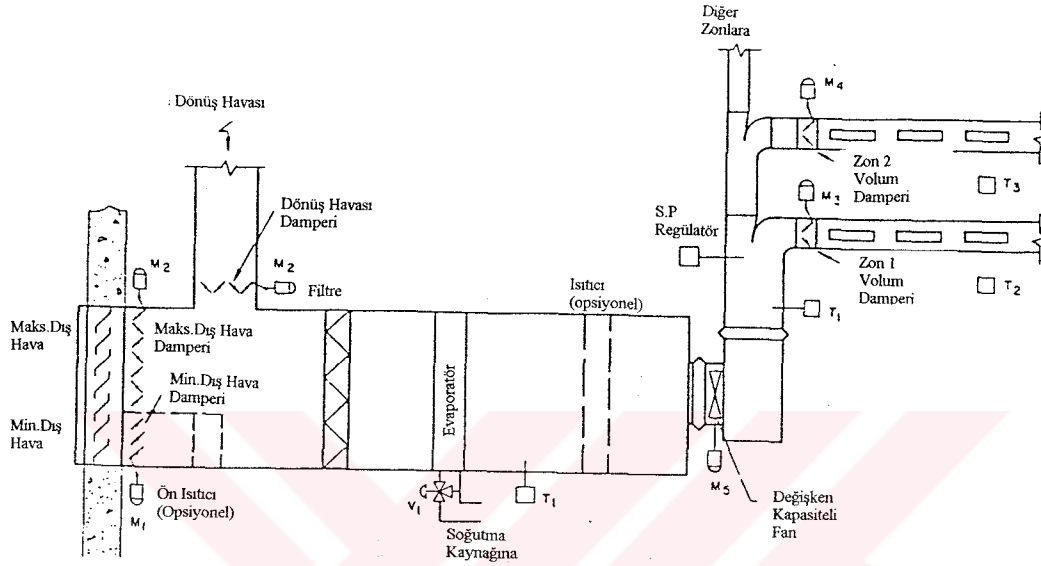 Diğer
Zonlara
Dönüş Havası
M4
Zon 2
Volum
Damperi
T3
M3
S.P
Regülatör
Dönüş Havası
Damperi
M2
M2
Filtre
Isıtıcı
(opsiyonel)
Zon 1
Volum
Damperi
T2
T1
Maks.Dış
Hava
Maks.Dış Hava
Damperi
Min.Dış Hava
Damperi
Min.Dış
Hava
Evaporatör
M1
Ön Isıtıcı
(Opsiyonel)
V1
T1
M5
Soğutma
Kaynağına
Değişken
Kapasiteli
Fan